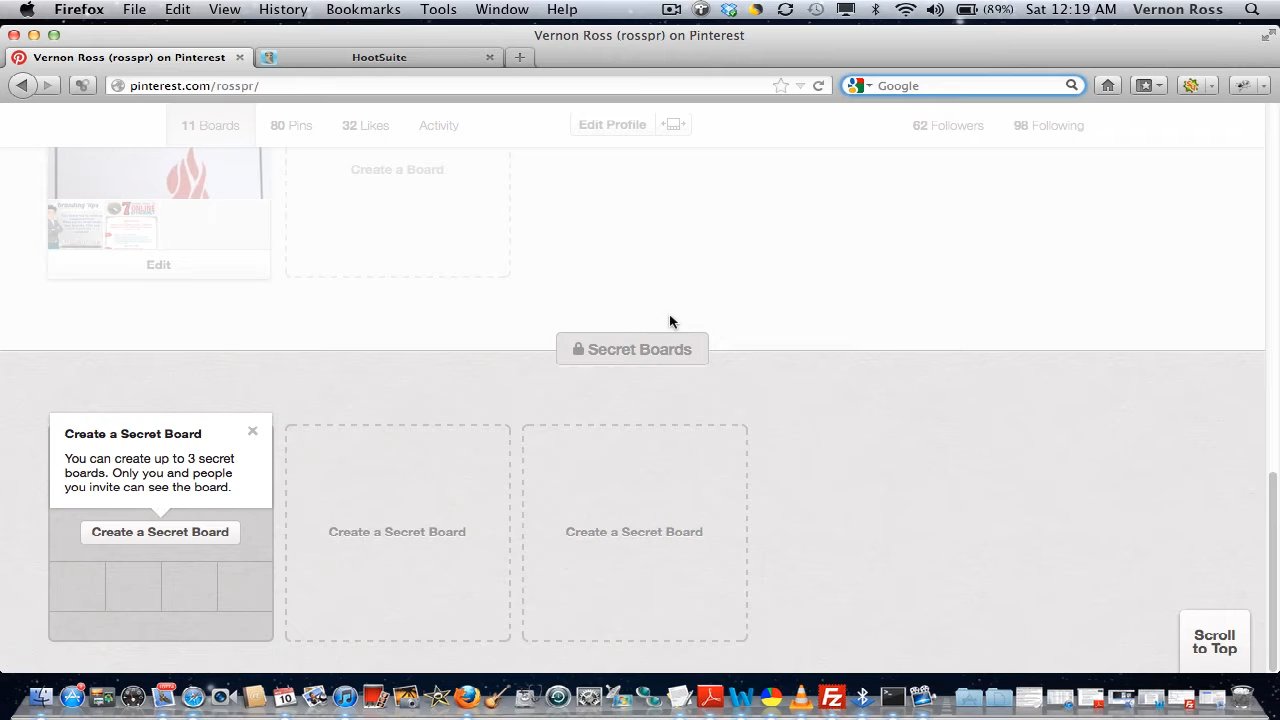 Firefox File Edit View History Bookmarks Tools Window Help (89%) Sat 12:19 AM Vernon Ross
Vernon Ross (rosspr) on Pinterest
Vernon Ross (rosspr) on Pinterest HootSuite
pinterest.com/rosspr/ Google
11 Boards 80 Pins 32 Likes Activity Edit Profile 62 Followers 98 Following
Create a Board
Branding Tips 7 ONLINE
Edit
Secret Boards
Create a Secret Board
You can create up to 3 secret
boards. Only you and people
you invite can see the board.
Create a Secret Board Create a Secret Board Create a Secret Board
Scroll
to Top